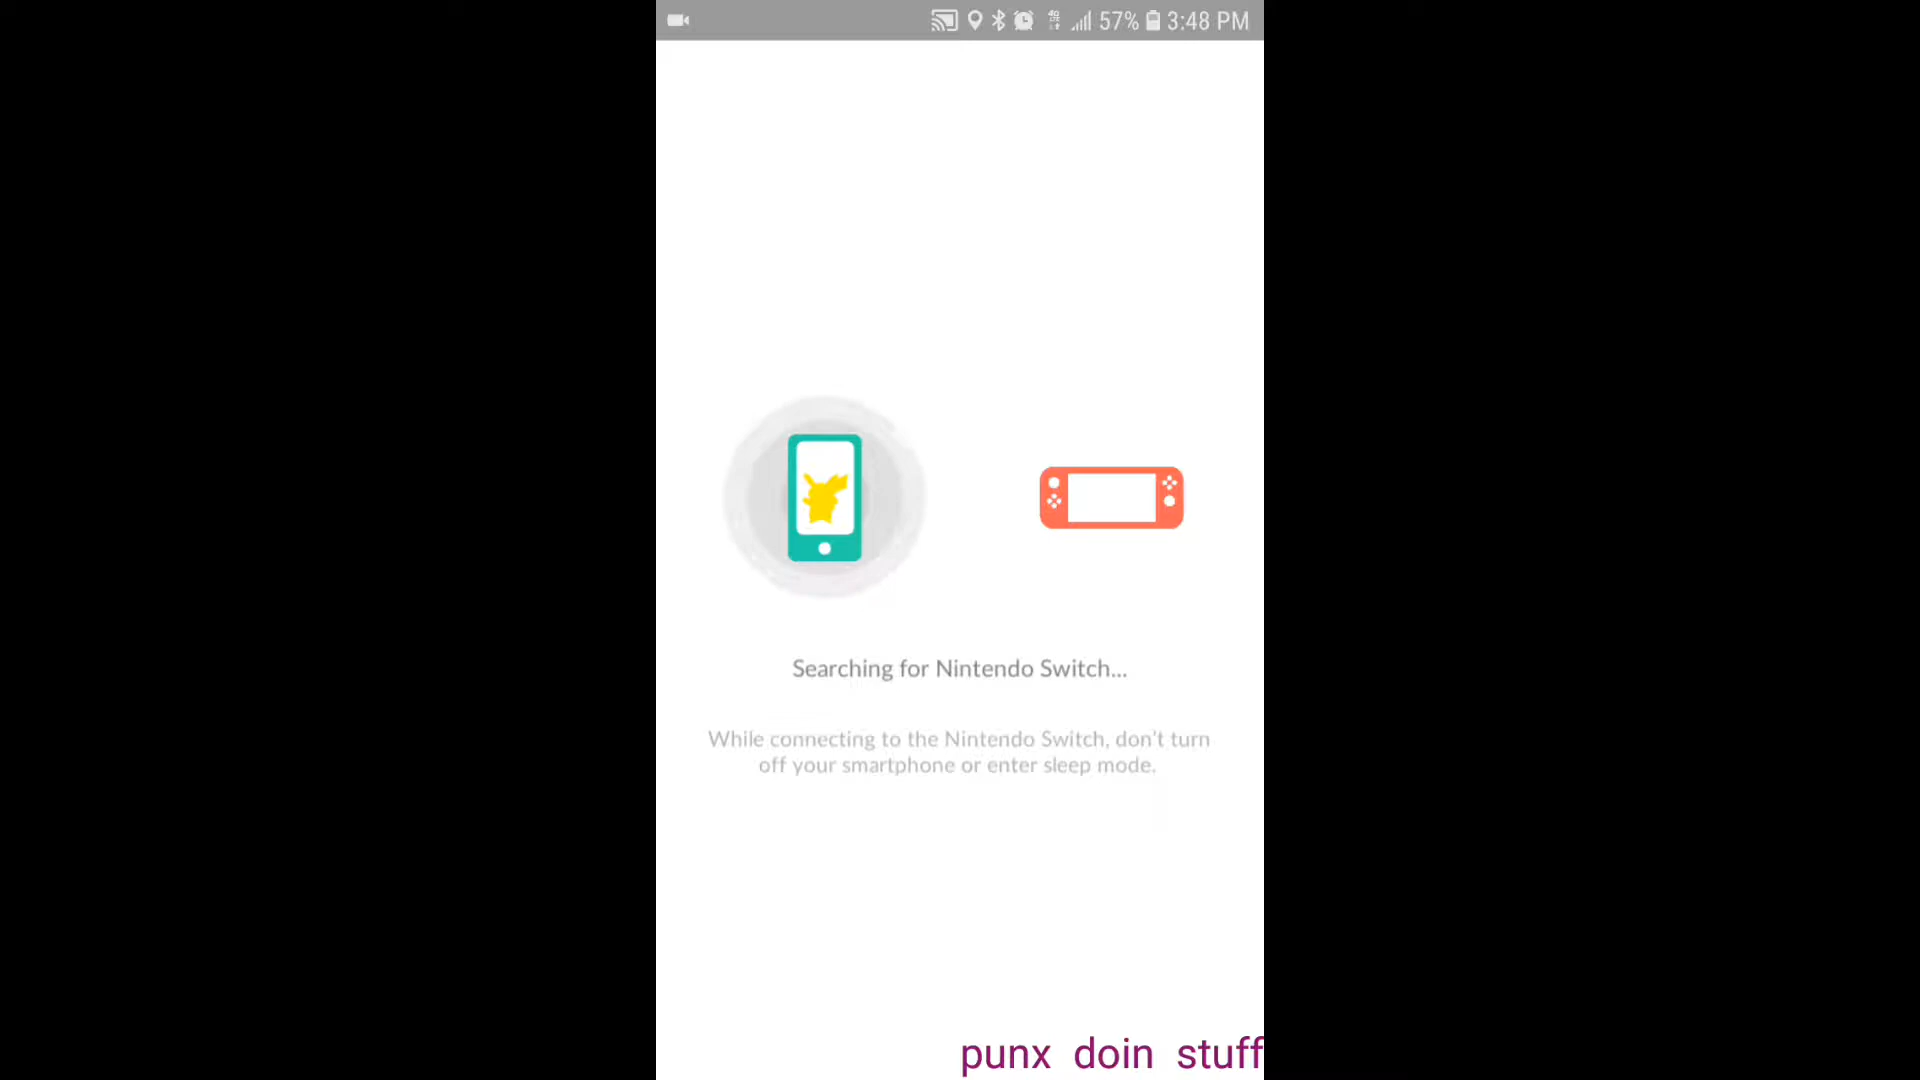 57% 3:48 PM
Searching for Nintendo Switch...
While connecting to the Nintendo Switch, don't turn
off your smartphone or enter sleep mode.
punx doin stuff